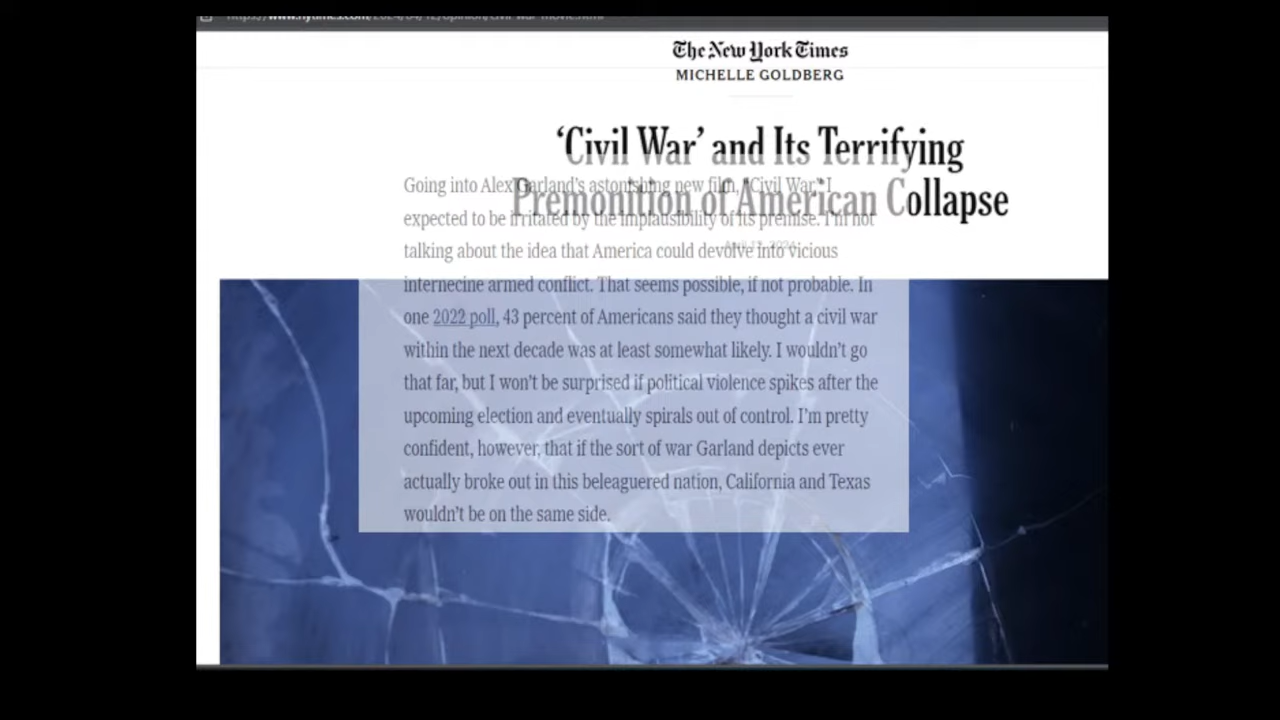 The New York Times
MICHELLE GOLDBERG
‘Civil War’ and Its Terrifying
Premonition of American Collapse
Going into Alex Garland’s astonishing new film, “Civil War,” I
expected to be irritated by the implausibility of its premise. I’m not
talking about the idea that America could devolve into vicious
internecine armed conflict. That seems possible, if not probable. In
one 2022 poll, 43 percent of Americans said they thought a civil war
within the next decade was at least somewhat likely. I wouldn’t go
that far, but I won’t be surprised if political violence spikes after the
upcoming election and eventually spirals out of control. I’m pretty
confident, however, that if the sort of war Garland depicts ever
actually broke out in this beleaguered nation, California and Texas
wouldn’t be on the same side.